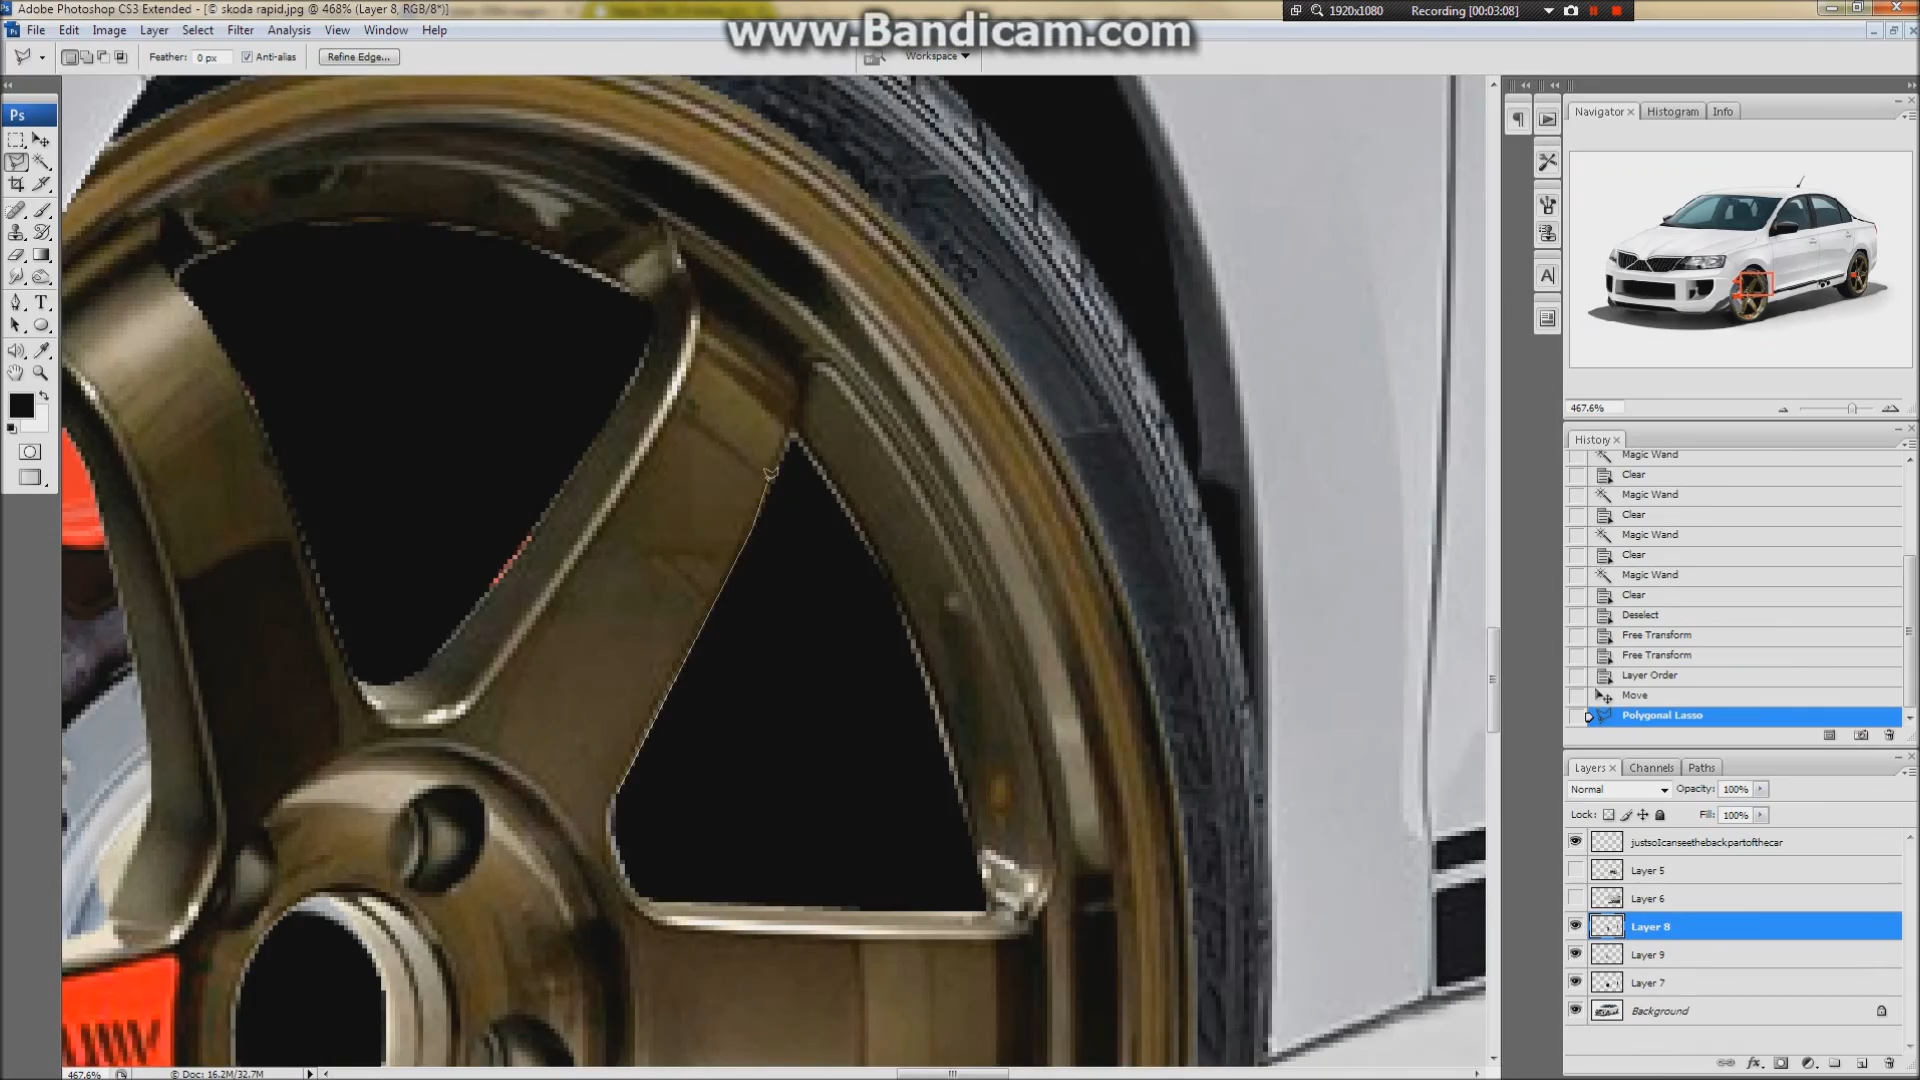 Adobe Photoshop CS3 Extended - [© skoda rapid.jpg @ 468% (Layer 8, RGB/8*)]
1920x1080 Recording [00:03:08]
www.Bandicam.com
File Edit Image Layer Select Filter Analysis View Window Help
Feather: 0 px Anti-alias Refine Edge... Workspace
Ps
Navigator Histogram Info
467.6%
History
Magic Wand
Clear
Magic Wand
Clear
Magic Wand
Clear
Magic Wand
Clear
Deselect
Free Transform
Free Transform
Layer Order
Move
Polygonal Lasso
Layers Channels Paths
Normal Opacity: 100%
Lock: Fill: 100%
justsoIcanseethebackpartofthecar
Layer 5
Layer 6
Layer 8
Layer 9
Layer 7
Background
467.6% © Doc: 16.2M/32.7M